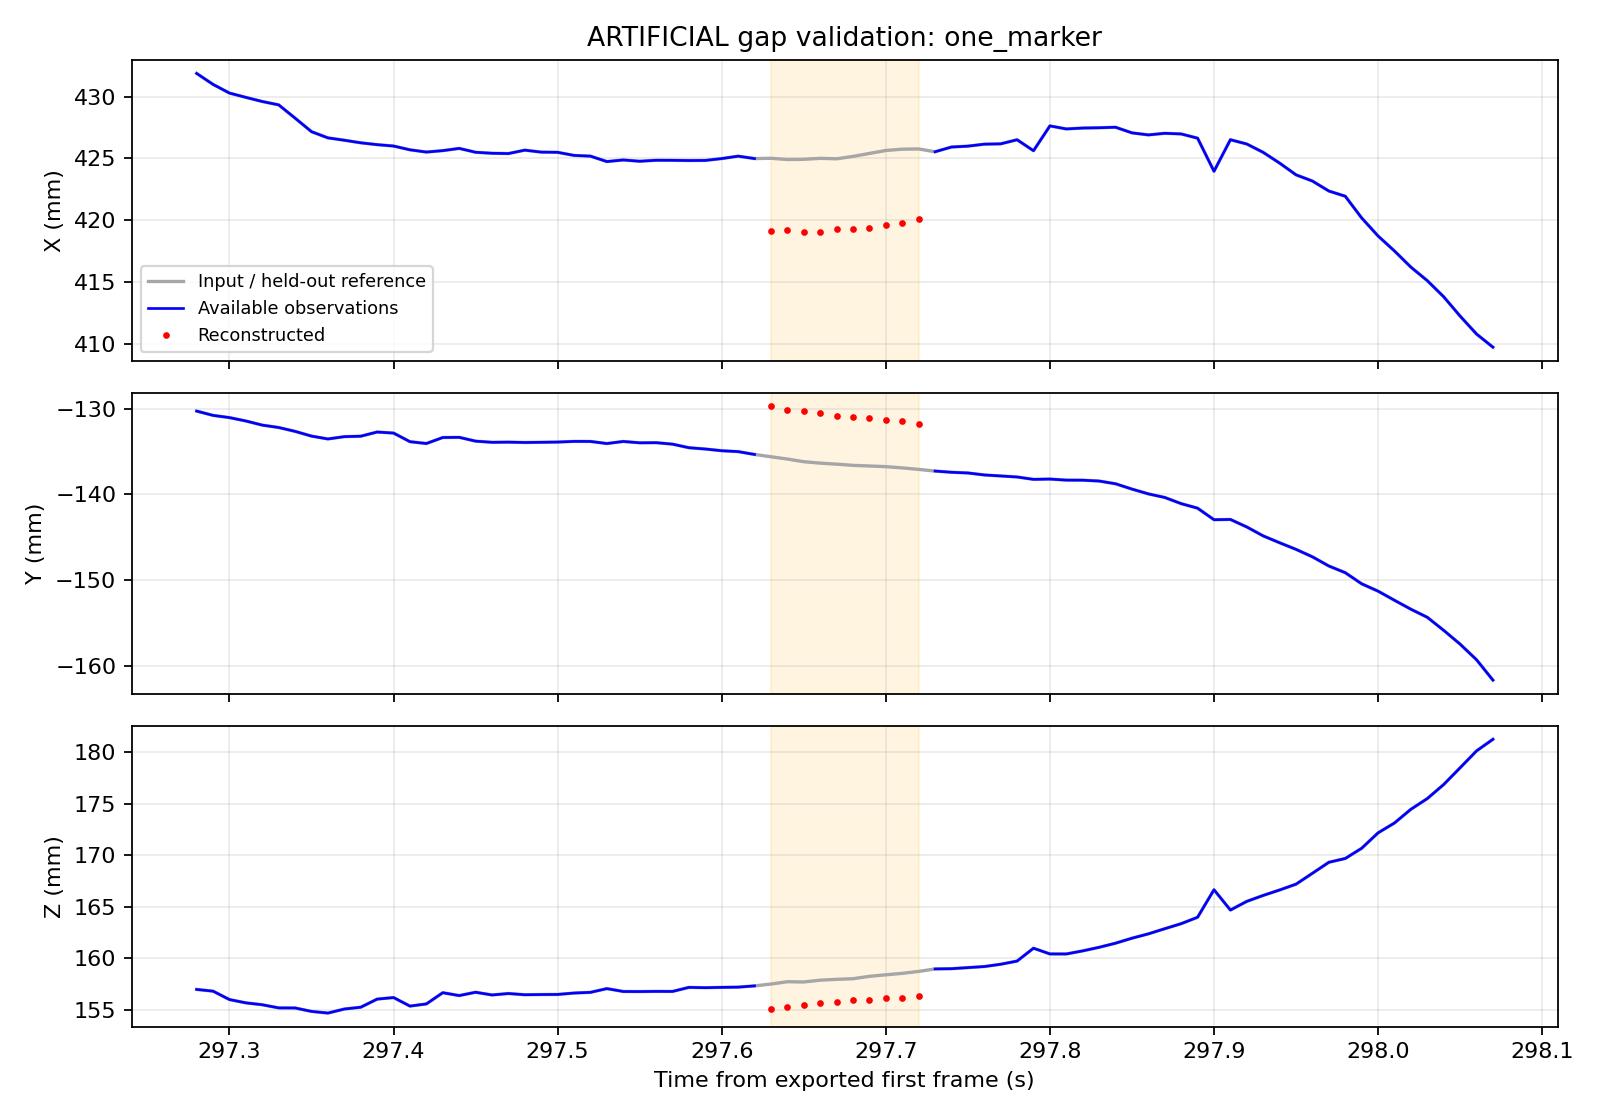 ARTIFICIAL gap validation: one_marker
X (mm)
430
425
420
415
410
Input / held-out reference
Available observations
Reconstructed
Y (mm)
−130
−140
−150
−160
Z (mm)
180
175
170
165
160
155
297.3 297.4 297.5 297.6 297.7 297.8 297.9 298.0 298.1
Time from exported first frame (s)